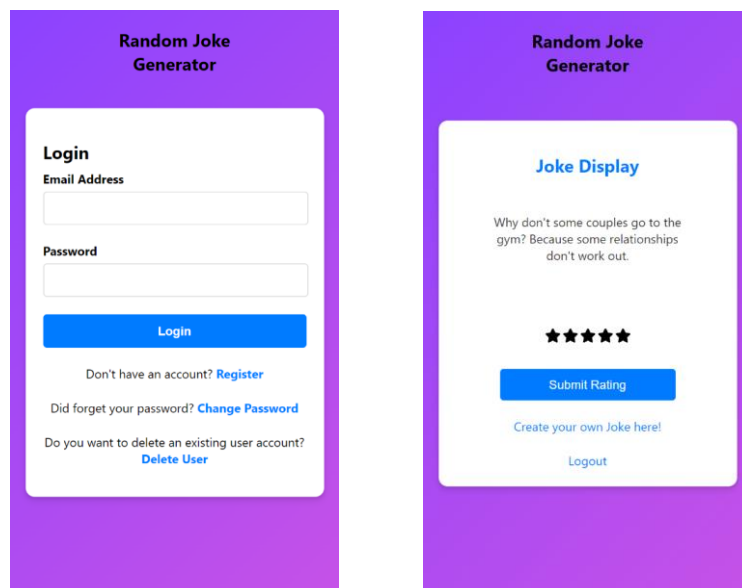 Random Joke
Generator
Login
Email Address
Password
Login
Don't have an account? Register
Did forget your password? Change Password
Do you want to delete an existing user account?
Delete User
Random Joke
Generator
Joke Display
Why don't some couples go to the
gym? Because some relationships
don't work out.
Submit Rating
Create your own Joke here!
Logout